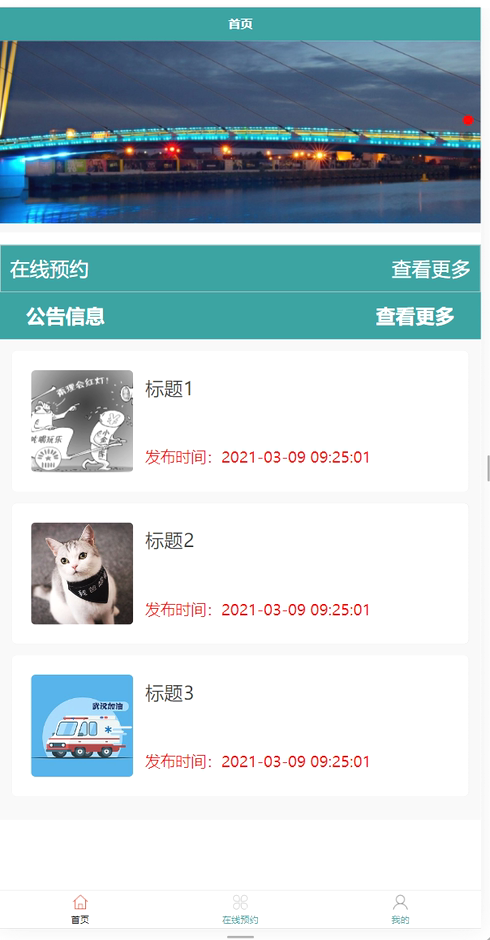 首页
在线预约
查看更多
公告信息
查看更多
标题1
发布时间：2021-03-09 09:25:01
标题2
发布时间：2021-03-09 09:25:01
武汉加油
标题3
发布时间：2021-03-09 09:25:01
首页
在线预约
我的